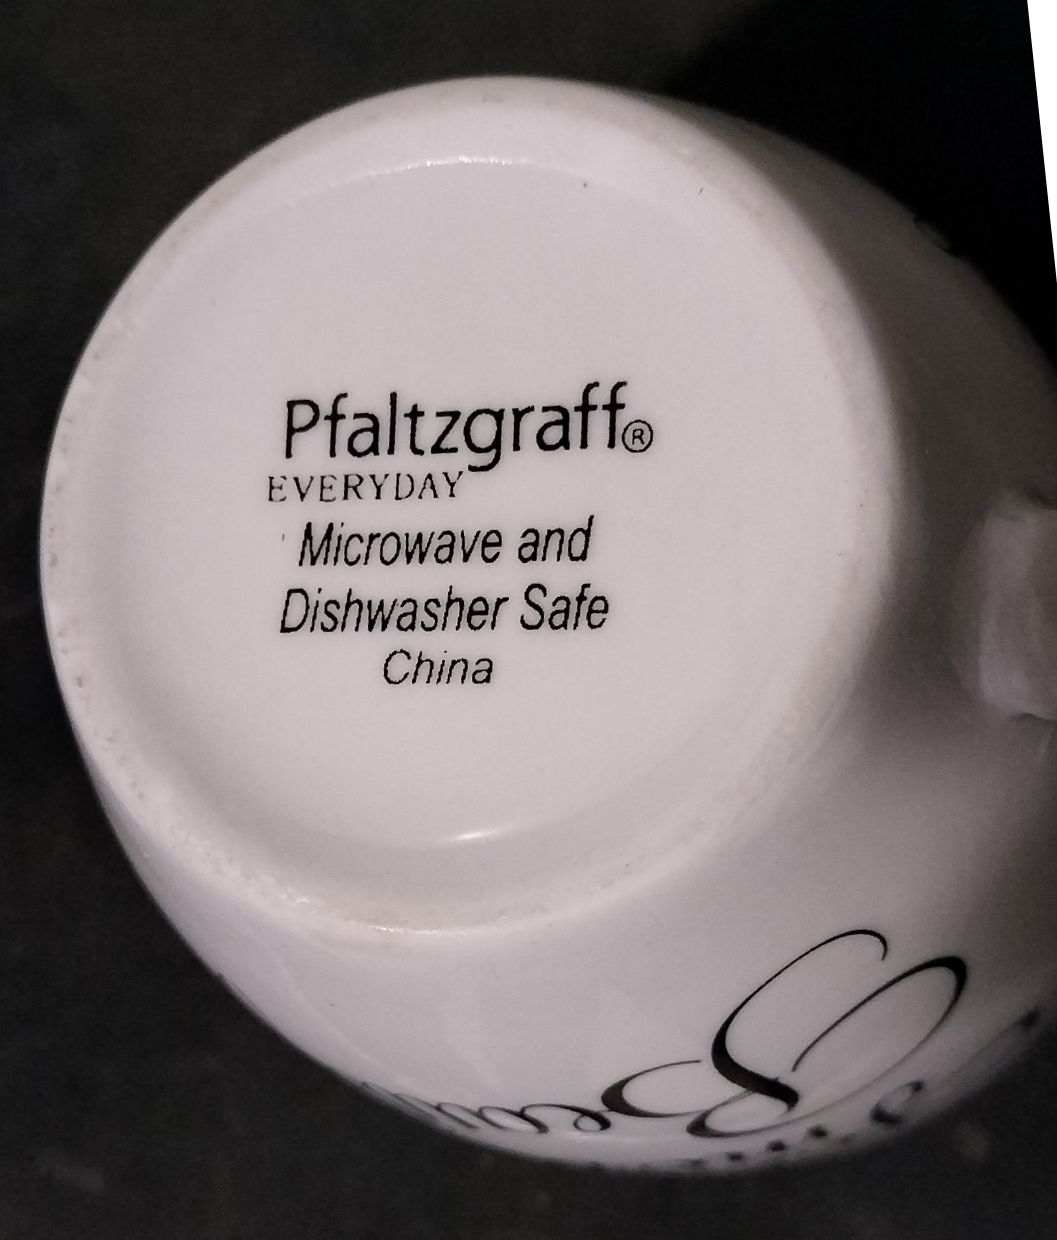 Pfaltzgraff®
EVERYDAY
Microwave and
Dishwasher Safe
China